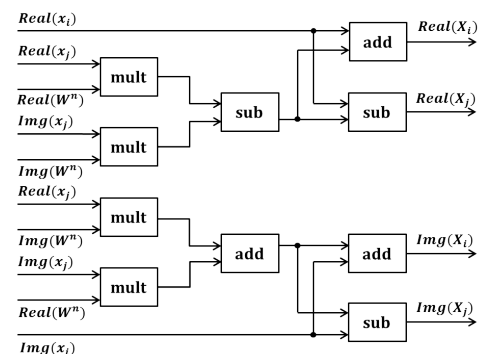 Real(x_i)
Real(X_i)
add
Real(x_j)
mult
Real(W^n)
Real(X_j)
sub
sub
Img(x_j)
mult
Img(W^n)
Real(x_j)
mult
Img(W^n)
Img(X_i)
add
add
Img(x_j)
mult
Real(W^n)
Img(X_j)
sub
Img(x_i)